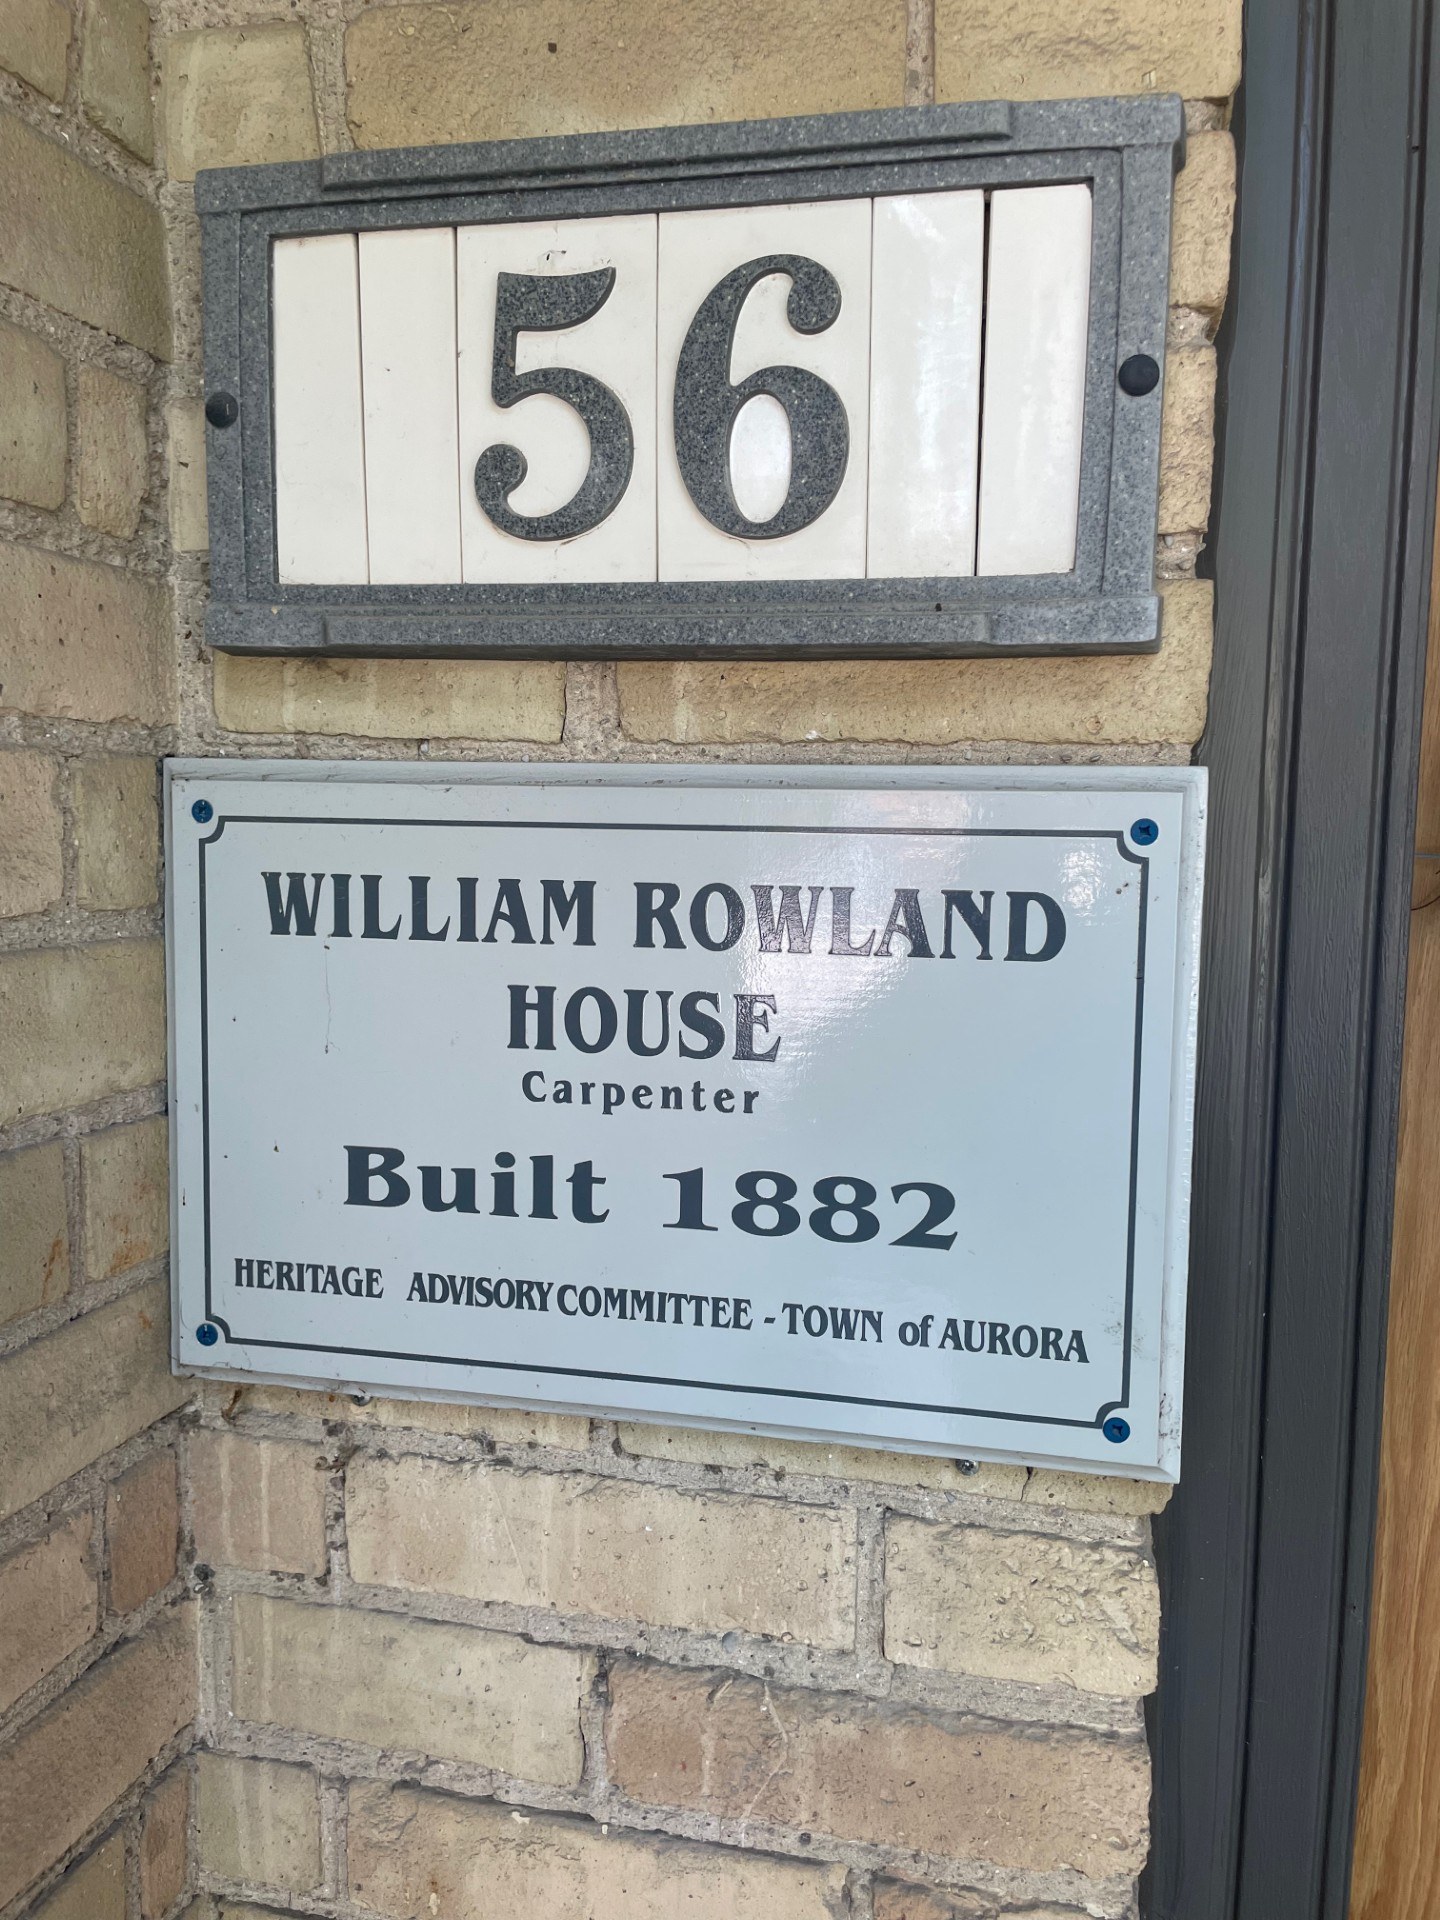 56
WILLIAM ROWLAND
HOUSE
Carpenter
Built 1882
HERITAGE ADVISORY COMMITTEE - TOWN of AURORA